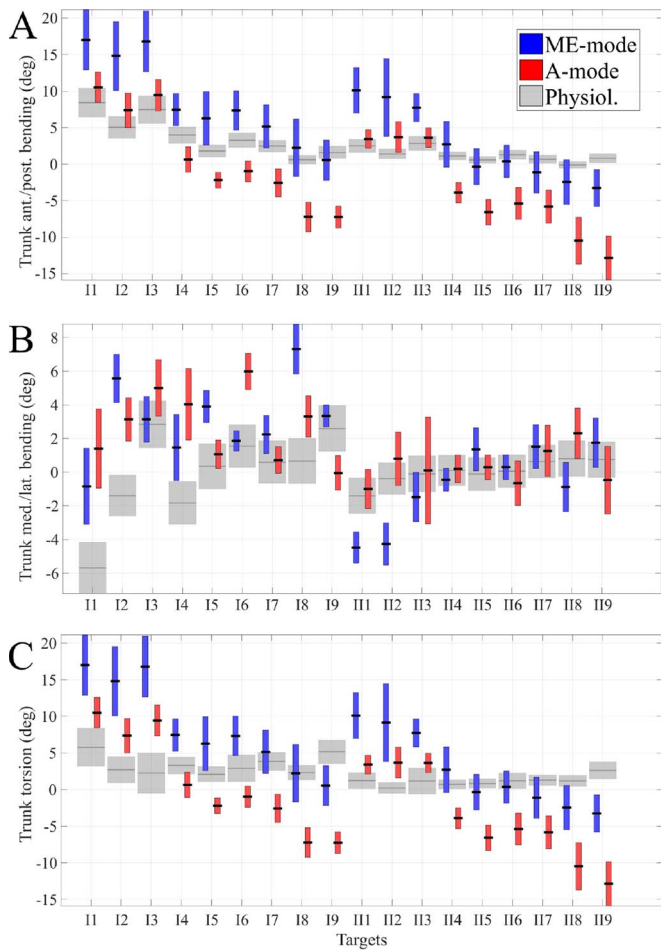 A
Trunk ant./post. bending (deg)
20
15
10
5
0
-5
-10
-15
ME-mode
A-mode
Physiol.
I1 I2 I3 I4 I5 I6 I7 I8 I9 II1 II2 II3 II4 II5 II6 II7 II8 II9
B
Trunk med./lat. bending (deg)
8
6
4
2
0
-2
-4
-6
I1 I2 I3 I4 I5 I6 I7 I8 I9 II1 II2 II3 II4 II5 II6 II7 II8 II9
C
Trunk torsion (deg)
20
15
10
5
0
-5
-10
-15
I1 I2 I3 I4 I5 I6 I7 I8 I9 II1 II2 II3 II4 II5 II6 II7 II8 II9
Targets